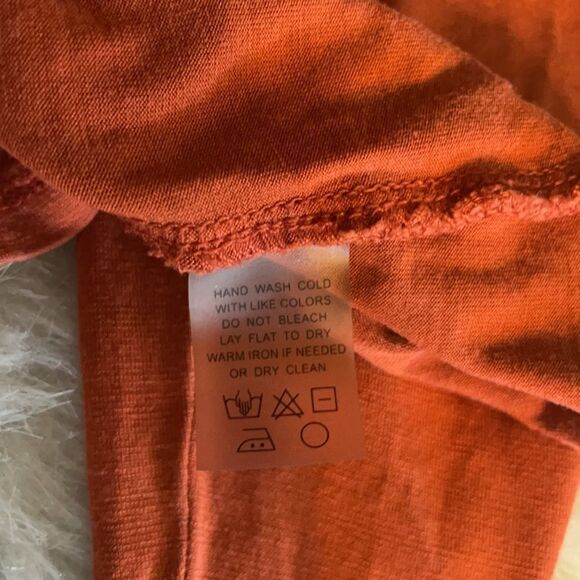 HAND WASH COLD
WITH LIKE COLORS
DO NOT BLEACH
LAY FLAT TO DRY
WARM IRON IF NEEDED
OR DRY CLEAN